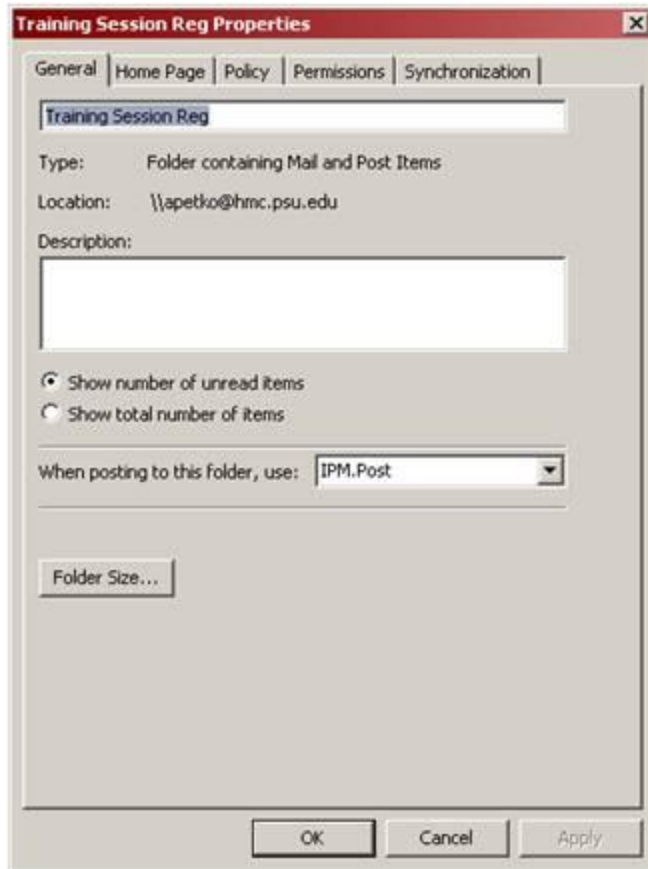 Training Session Reg Properties
General Home Page Policy Permissions Synchronization
Training Session Reg
Type: Folder containing Mail and Post Items
Location: \\apetko@hmc.psu.edu
Description:
Show number of unread items
Show total number of items
When posting to this folder, use: IPM.Post
Folder Size...
OK Cancel Apply